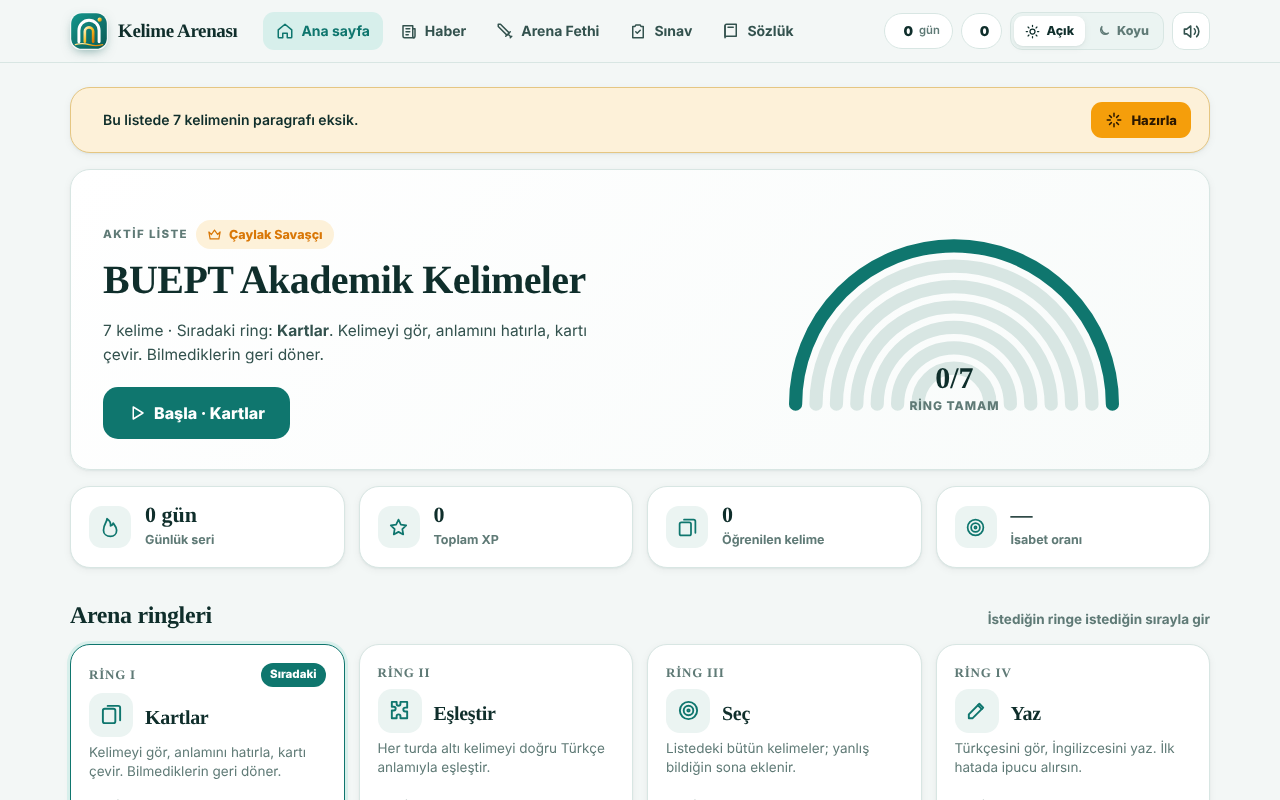 Kelime Arenası
Ana sayfa
Haber
Arena Fethi
Sınav
Sözlük
0 gün
0
Açık
Koyu
Bu listede 7 kelimenin paragrafı eksik.
Hazırla
AKTİF LİSTE
Çaylak Savaşçı
BUEPT Akademik Kelimeler
7 kelime · Sıradaki ring: Kartlar. Kelimeyi gör, anlamını hatırla, kartı
çevir. Bilmediklerin geri döner.
Başla · Kartlar
0/7
RİNG TAMAM
0 gün
Günlük seri
0
Toplam XP
0
Öğrenilen kelime
—
İsabet oranı
Arena ringleri
İstediğin ringe istediğin sırayla gir
RİNG I
Sıradaki
Kartlar
Kelimeyi gör, anlamını hatırla, kartı
çevir. Bilmediklerin geri döner.
RİNG II
Eşleştir
Her turda altı kelimeyi doğru Türkçe
anlamıyla eşleştir.
RİNG III
Seç
Listedeki bütün kelimeler; yanlış
bildiğin sona eklenir.
RİNG IV
Yaz
Türkçesini gör, İngilizcesini yaz. İlk
hatada ipucu alırsın.